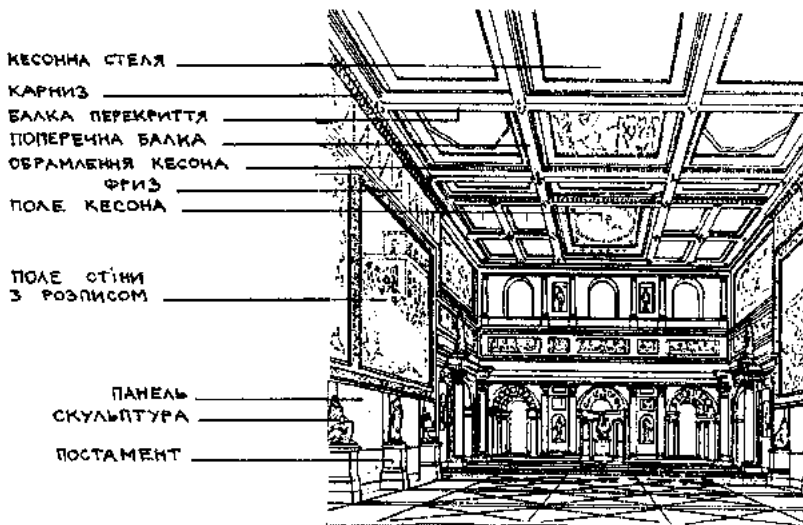 КЕСОННА СТЕЛЯ
КАРНИЗ
БАЛКА ПЕРЕКРИТТЯ
ПОПЕРЕЧНА БАЛКА
ОБРАМЛЕННЯ КЕСОНА
ФРИЗ
ПОЛЕ КЕСОНА
ПОЛЕ СТІНИ
З РОЗПИСОМ
ПАНЕЛЬ
СКУЛЬПТУРА
ПОСТАМЕНТ